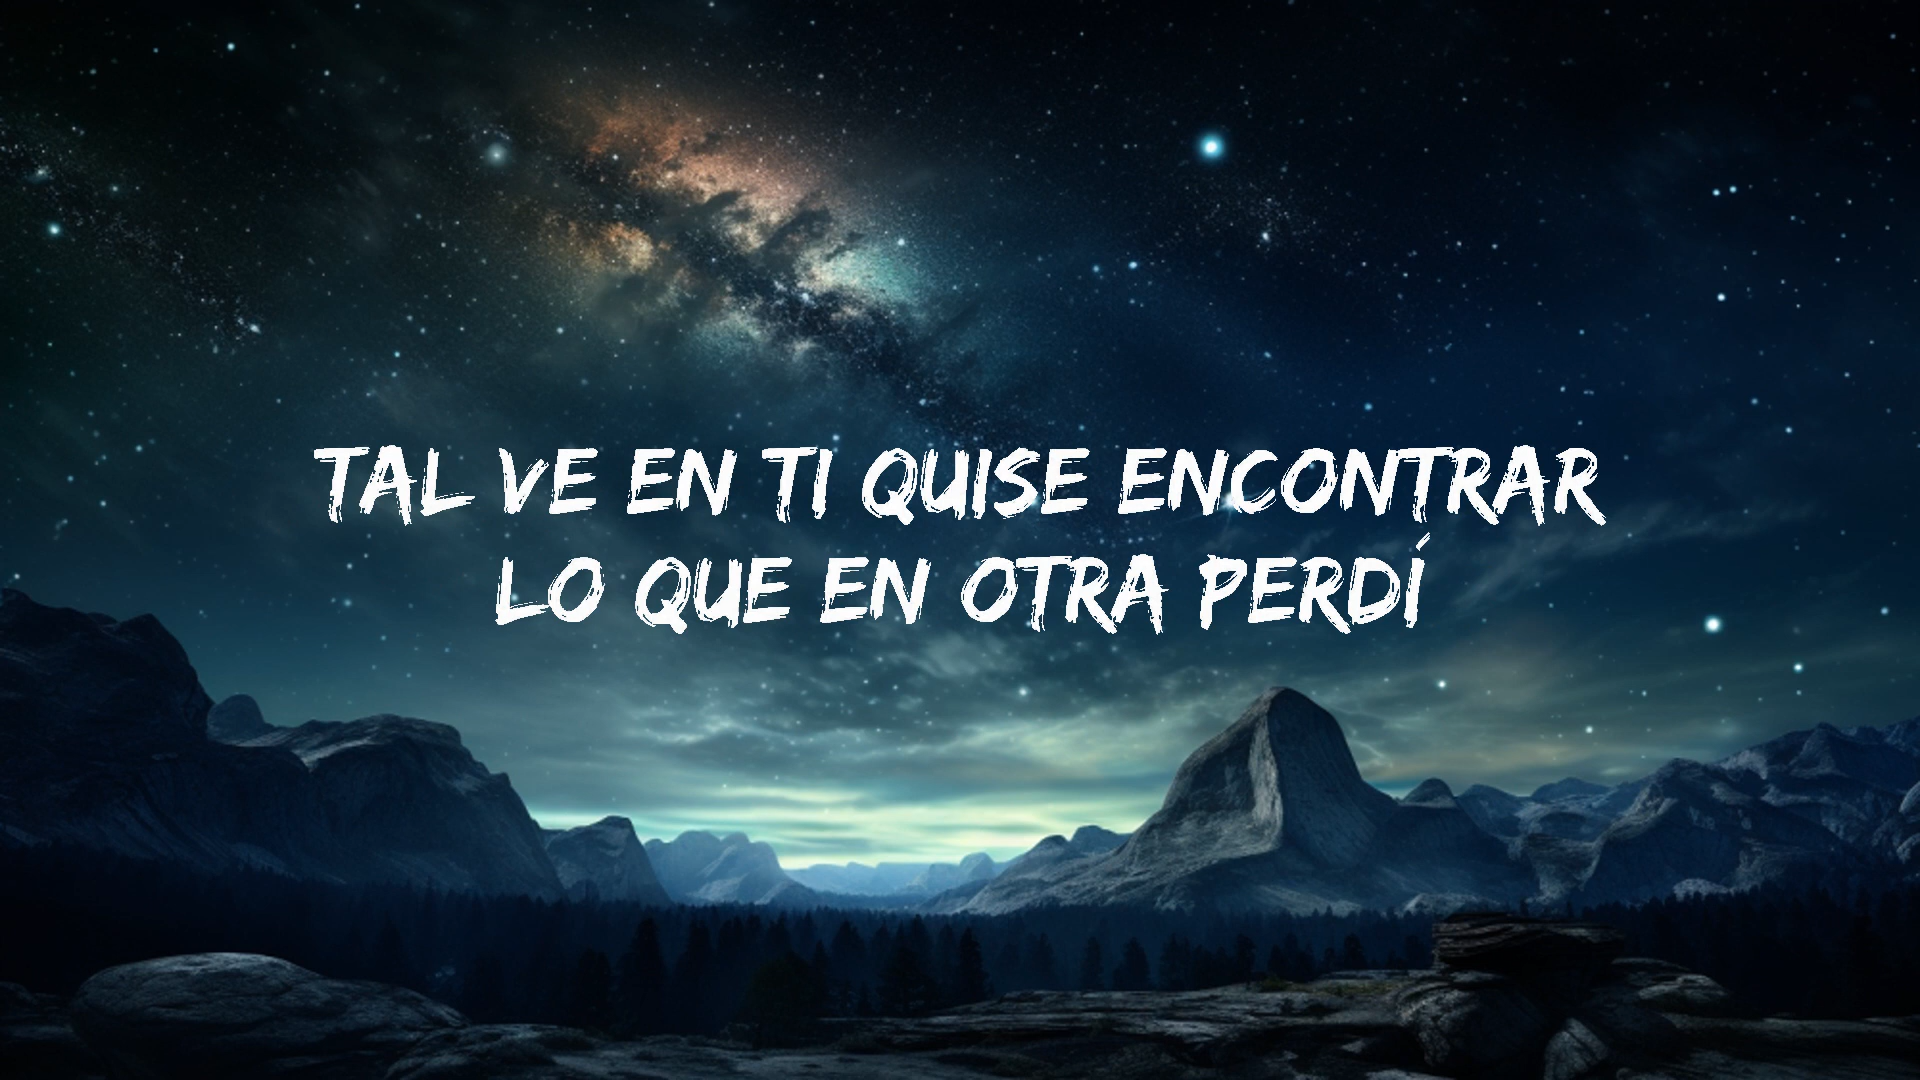 TAL VE EN TI QUISE ENCONTRAR
LO QUE EN OTRA PERDÍ